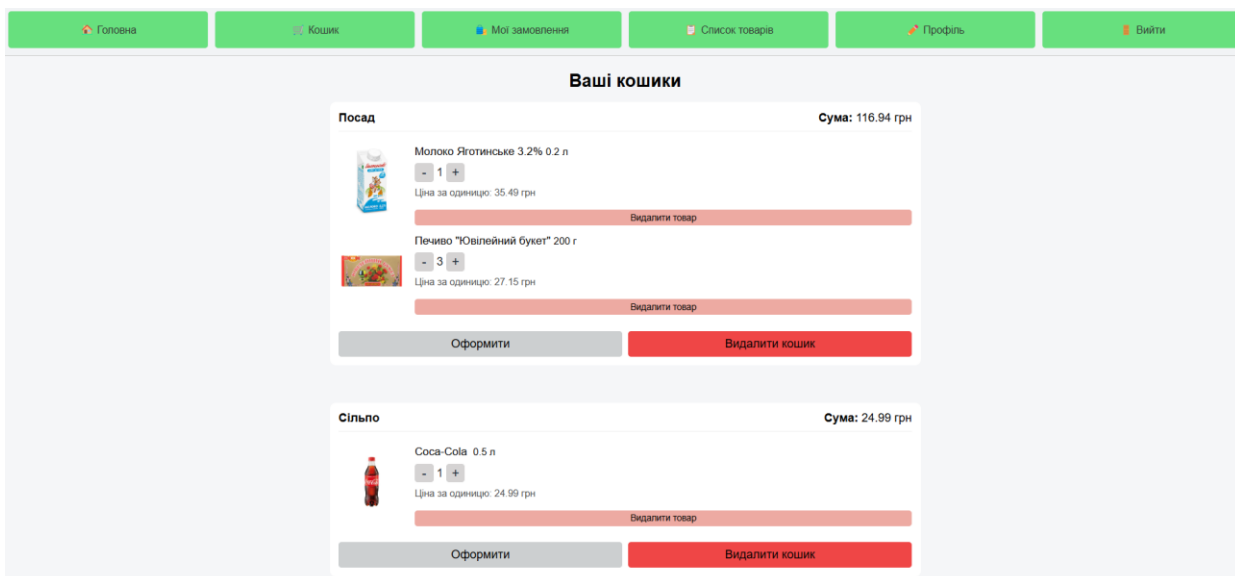 Головна Кошик Мої замовлення Список товарів Профіль Вийти
Ваші кошики
Посад Сума: 116.94 грн
Молоко Яготинське 3.2% 0.2 л
- 1 +
Ціна за одиницю: 35.49 грн
Видалити товар
Печиво "Ювілейний букет" 200 г
- 3 +
Ціна за одиницю: 27.15 грн
Видалити товар
Оформити Видалити кошик
Сільпо Сума: 24.99 грн
Coca-Cola 0.5 л
- 1 +
Ціна за одиницю: 24.99 грн
Видалити товар
Оформити Видалити кошик